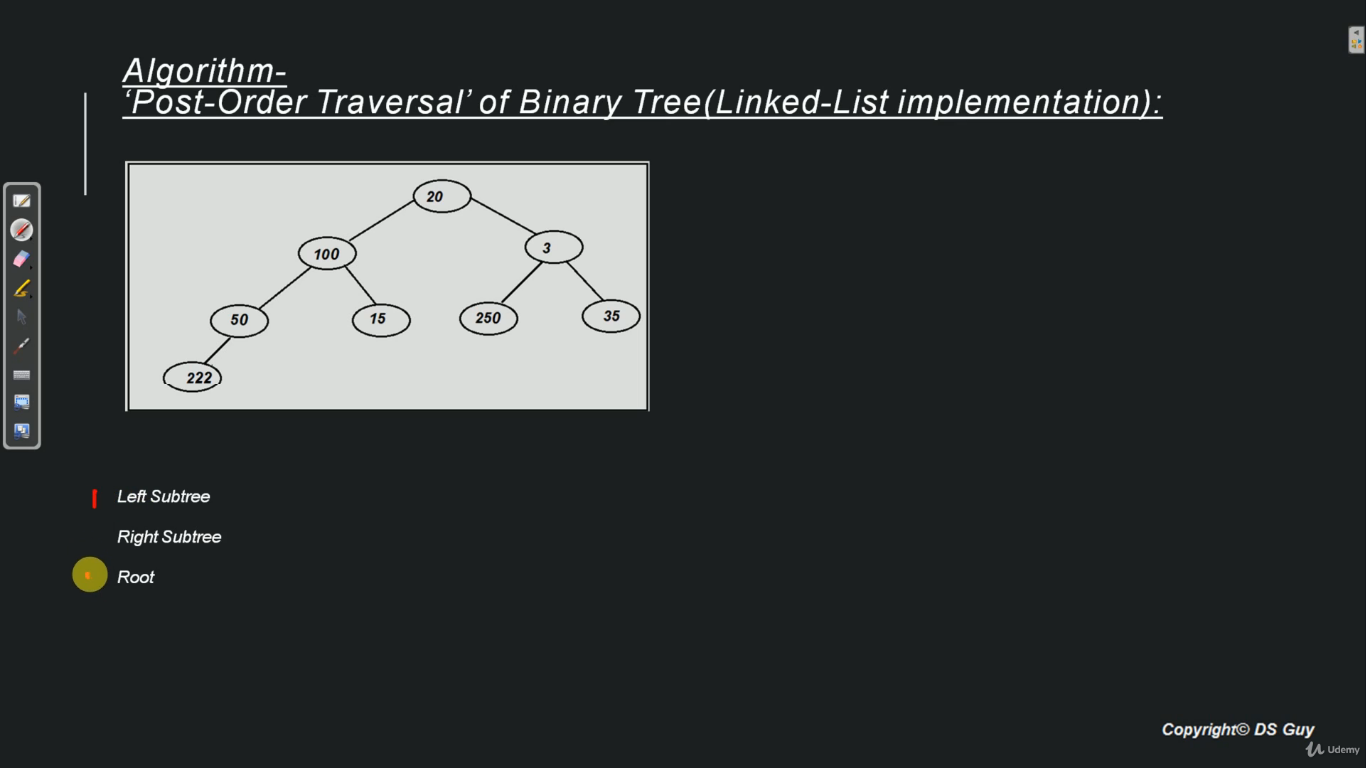 Algorithm-
‘Post-Order Traversal’ of Binary Tree(Linked-List implementation):
20
100
3
50
15
250
35
222
Left Subtree
Right Subtree
Root
Copyright© DS Guy
Udemy